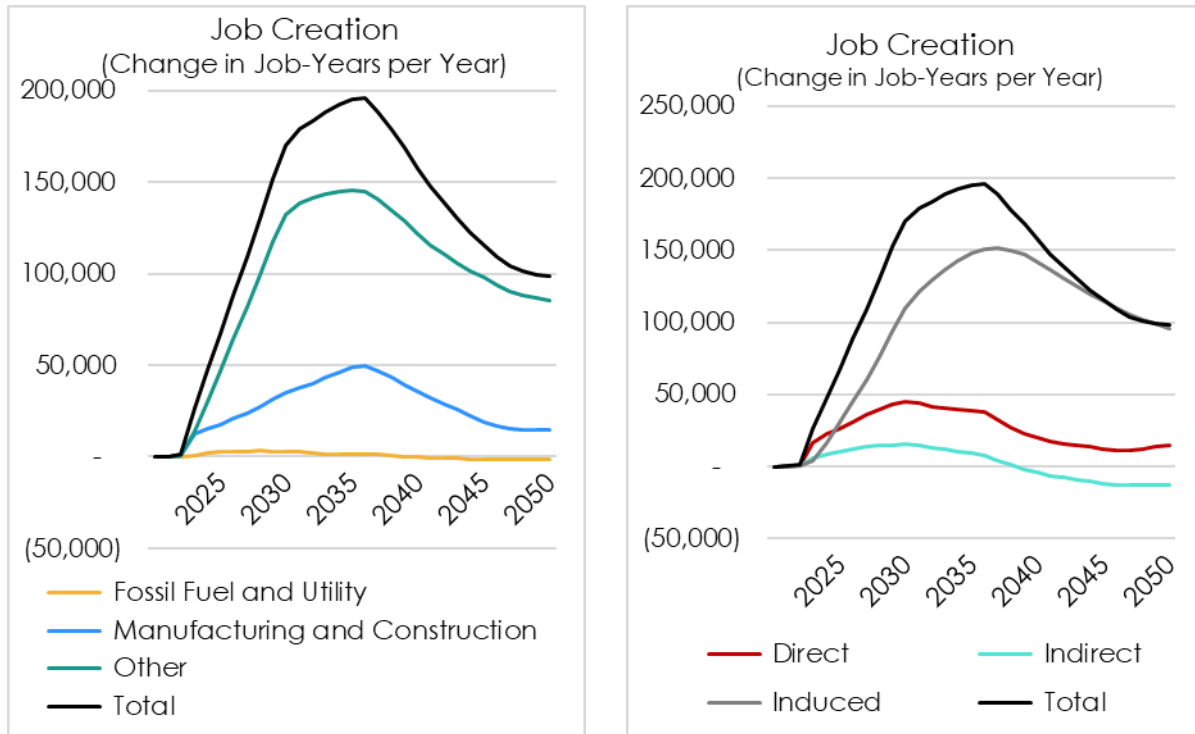 Job Creation
(Change in Job-Years per Year)
200,000
150,000
100,000
50,000
-
(50,000)
2025
2030
2035
2040
2045
2050
Fossil Fuel and Utility
Manufacturing and Construction
Other
Total
Job Creation
(Change in Job-Years per Year)
250,000
200,000
150,000
100,000
50,000
-
(50,000)
2025
2030
2035
2040
2045
2050
Direct
Indirect
Induced
Total